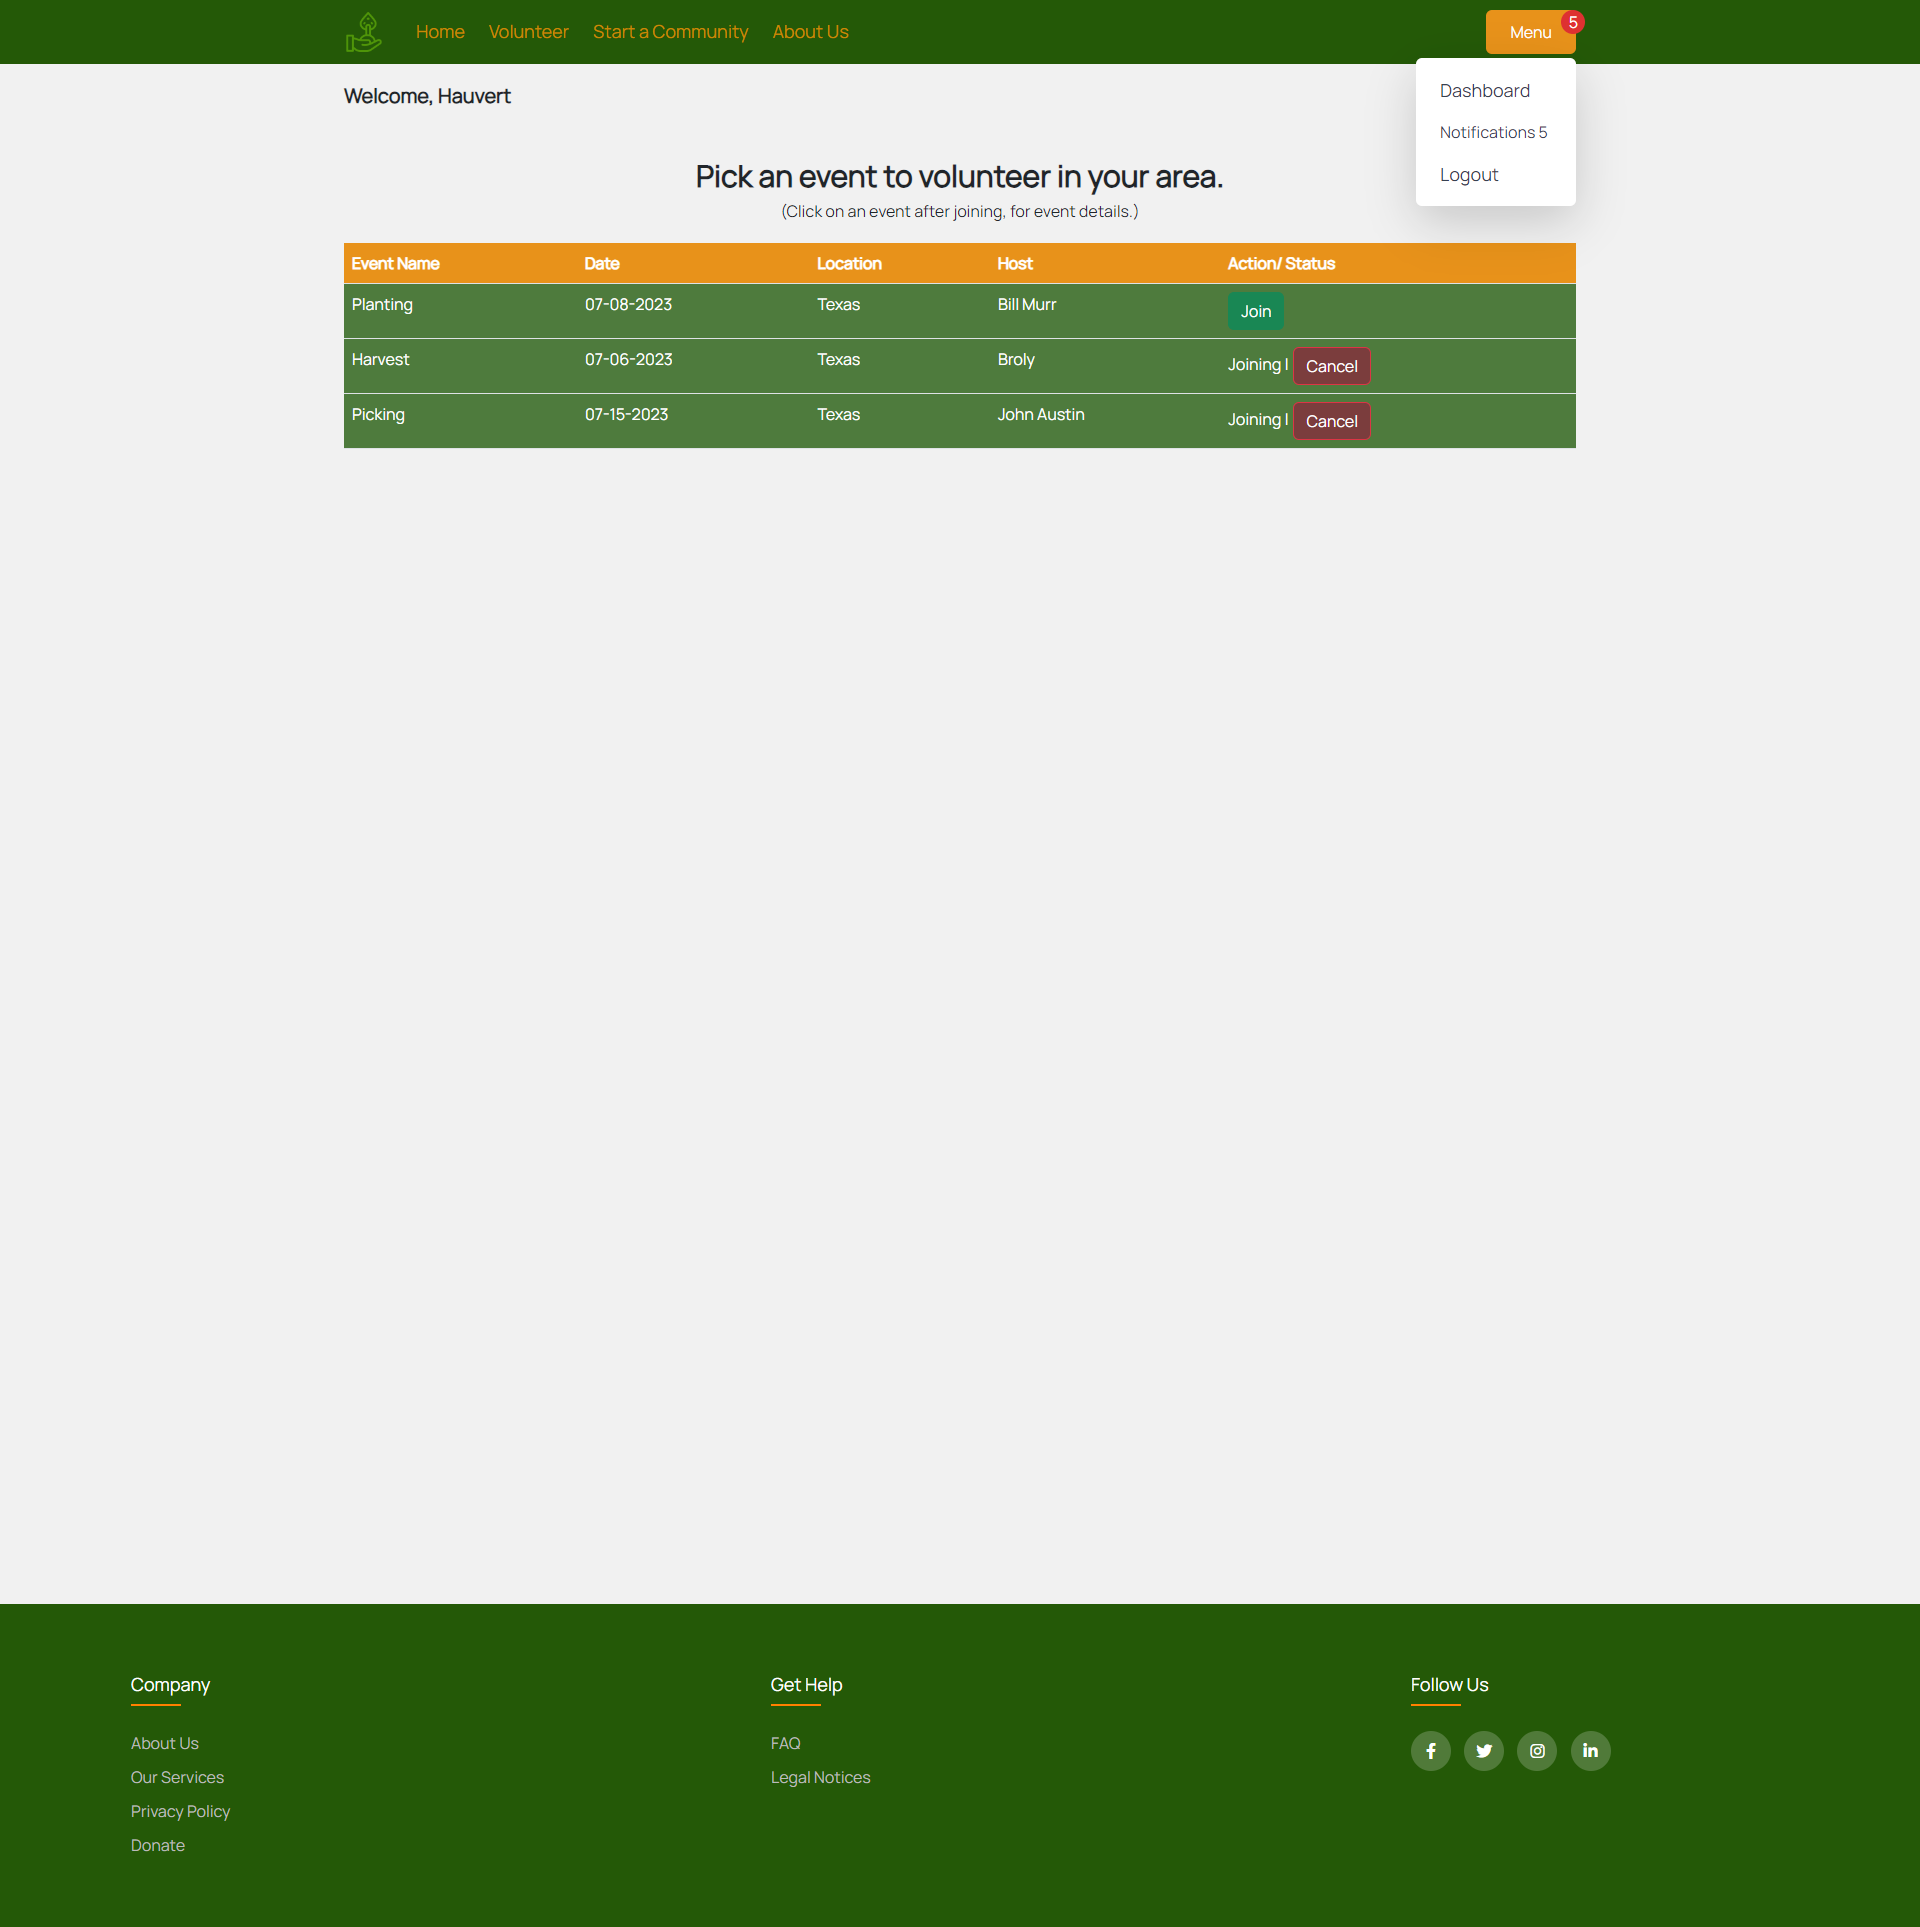 Home Volunteer Start a Community About Us Menu 5
Dashboard
Notifications 5
Logout
Welcome, Hauvert
Pick an event to volunteer in your area.
(Click on an event after joining, for event details.)
Event Name Date Location Host Action/ Status
Planting 07-08-2023 Texas Bill Murr Join
Harvest 07-06-2023 Texas Broly Joining | Cancel
Picking 07-15-2023 Texas John Austin Joining | Cancel
Company
About Us
Our Services
Privacy Policy
Donate
Get Help
FAQ
Legal Notices
Follow Us